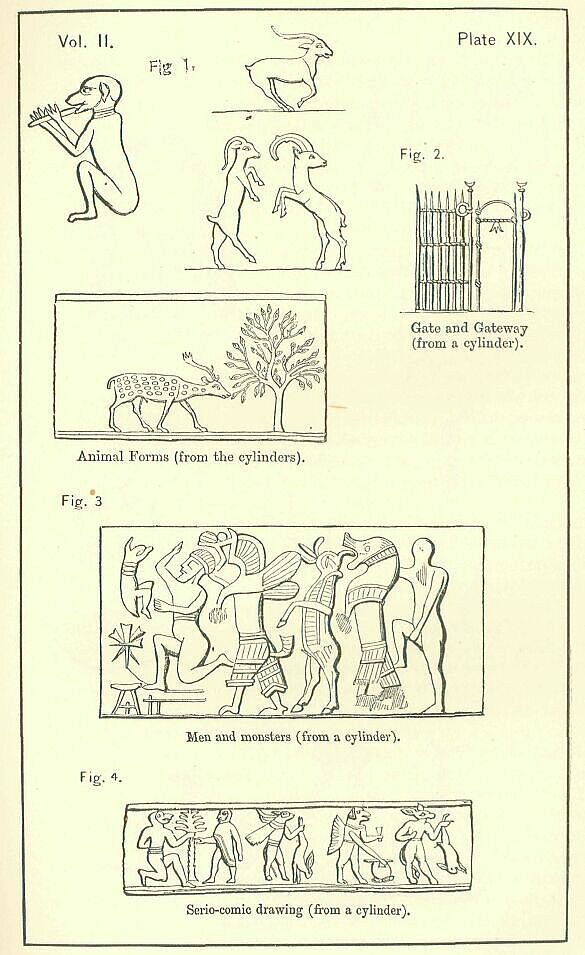 Vol. II.
Plate XIX.
Fig 1.
Fig. 2.
Gate and Gateway
(from a cylinder).
Animal Forms (from the cylinders).
Fig. 3
Men and monsters (from a cylinder).
Fig. 4.
Serio-comic drawing (from a cylinder).